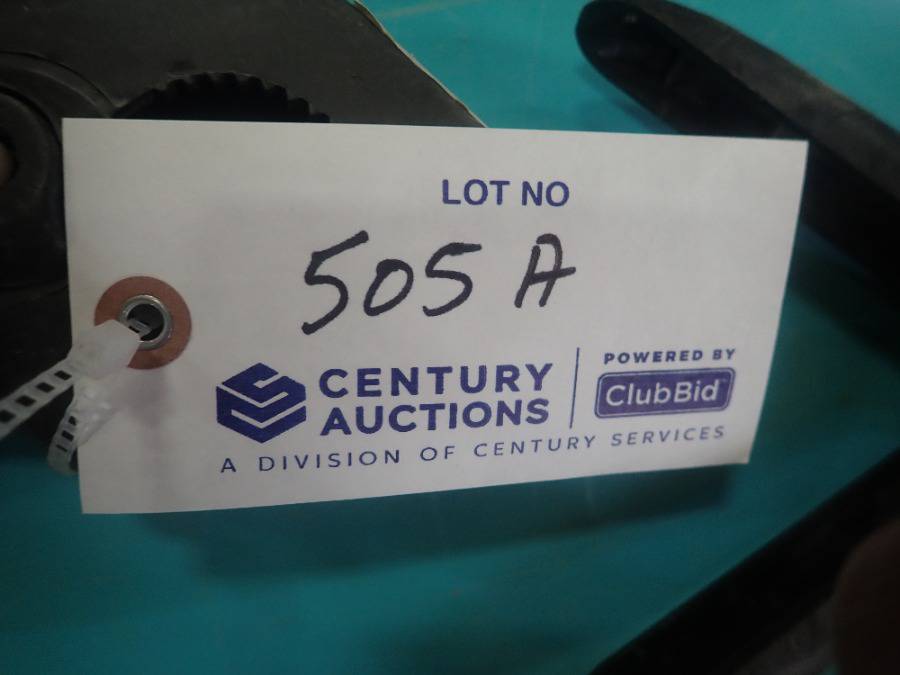 LOT NO
505 A
CENTURY
AUCTIONS
POWERED BY
ClubBid
A DIVISION OF CENTURY SERVICES